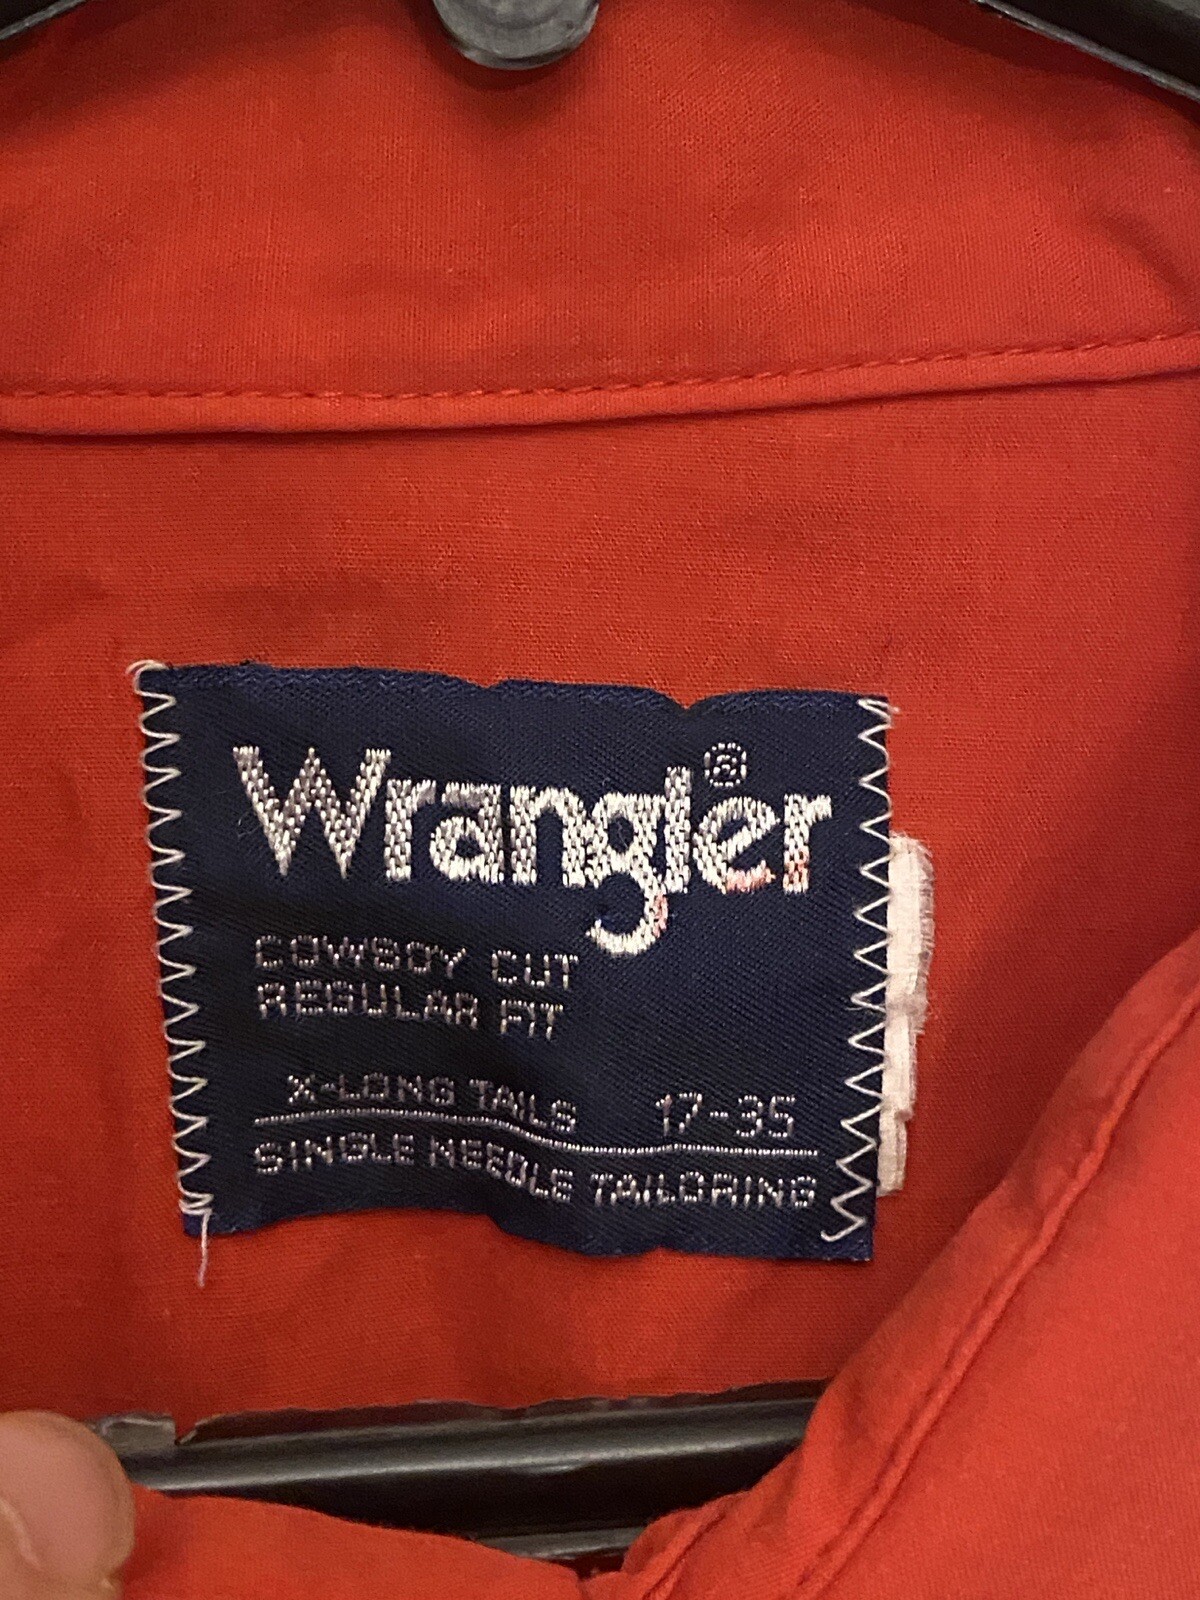 Wrangler®
COWBOY CUT
REGULAR FIT
X-LONG TAILS 17-35
SINGLE NEEDLE TAILORING